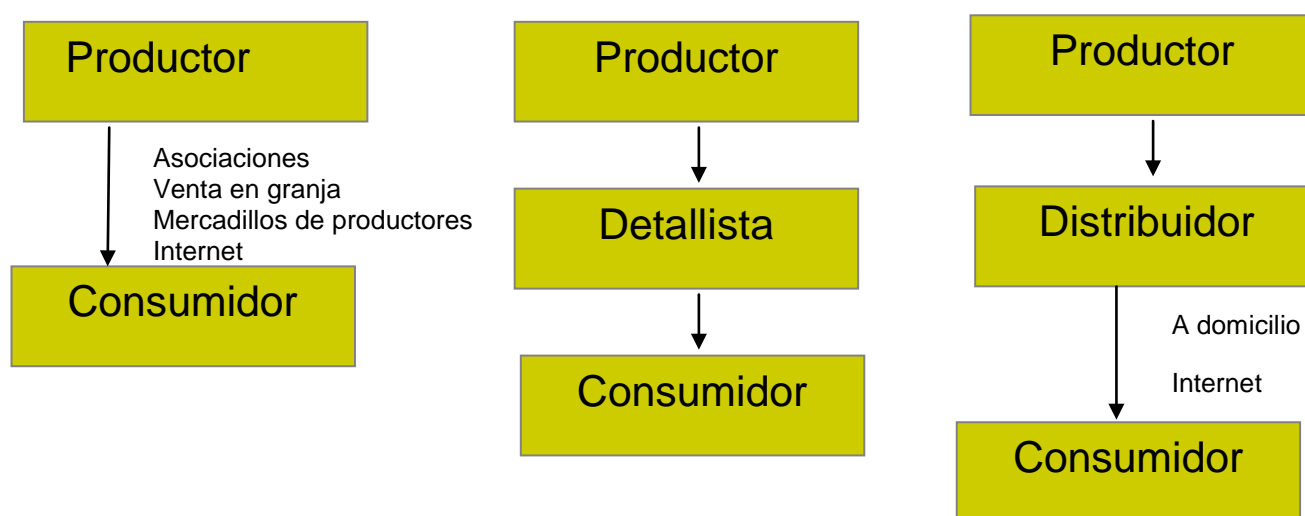 Productor
Asociaciones
Venta en granja
Mercadillos de productores
Internet
Consumidor
Productor
Detallista
Consumidor
Productor
Distribuidor
A domicilio
Internet
Consumidor